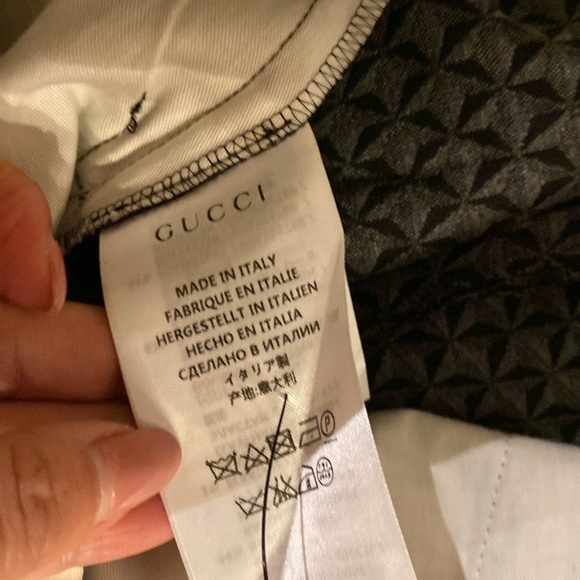 GUCCI
MADE IN ITALY
FABRIQUE EN ITALIE
HERGESTELLT IN ITALIEN
HECHO EN ITALIA
СДЕЛАНО В ИТАЛИИ
イタリア製
产地:意大利
P